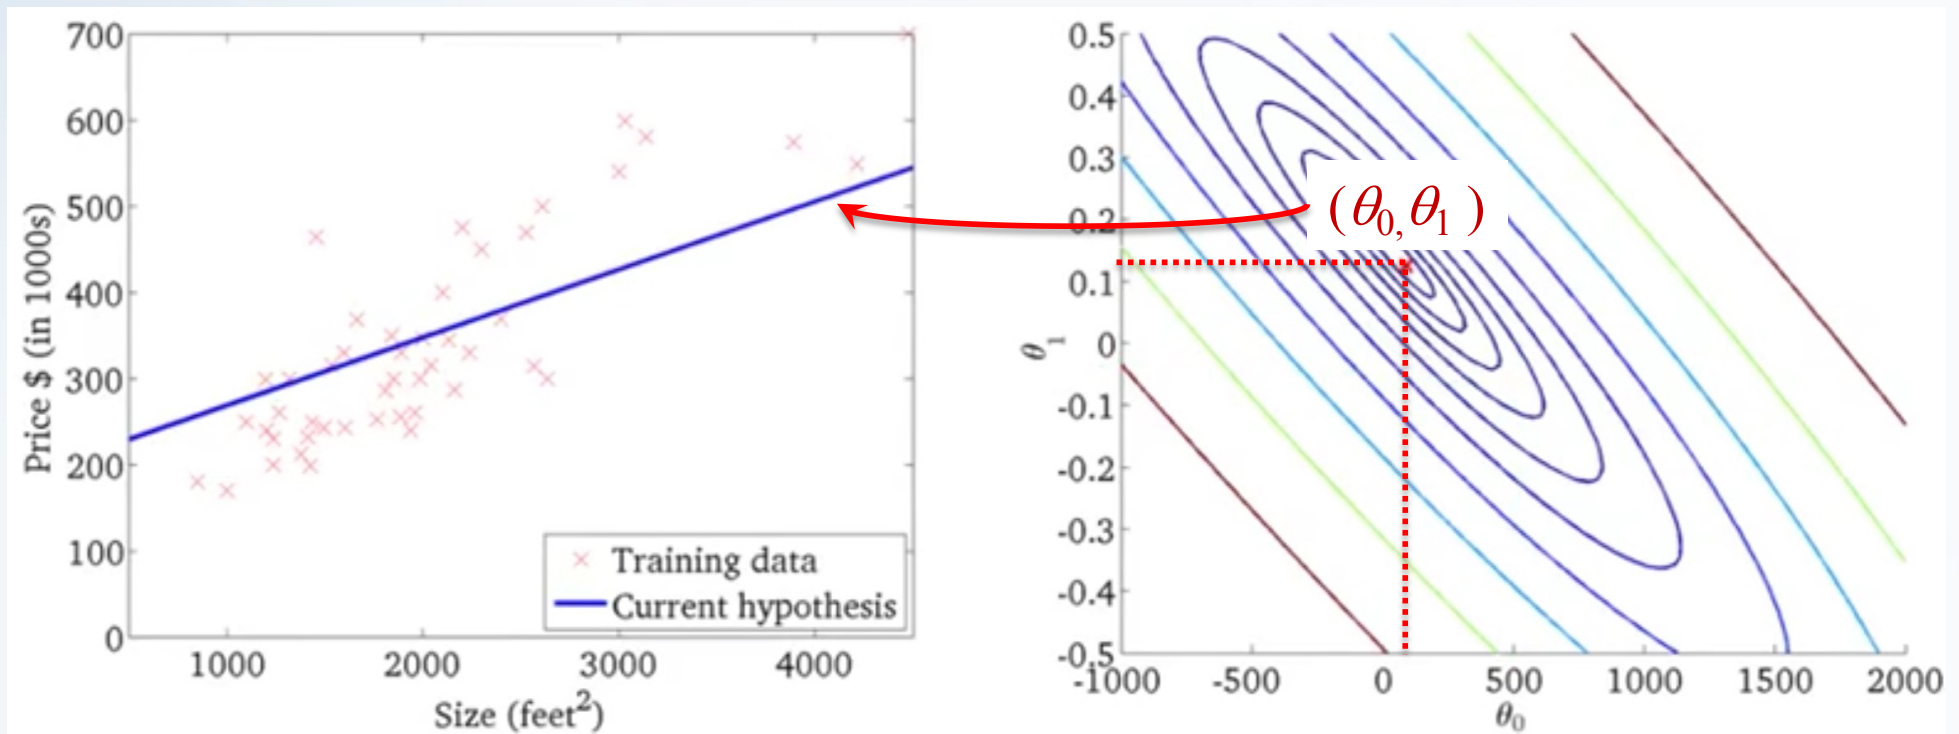 700
600
500
400
300
200
100
0
1000 2000 3000 4000
Price $ (in 1000s)
Size (feet²)
Training data
Current hypothesis
0.5
0.4
0.3
0.2
0.1
0
-0.1
-0.2
-0.3
-0.4
-0.5
-1000 -500 0 500 1000 1500 2000
θ₁
θ₀
(θ₀,θ₁ )